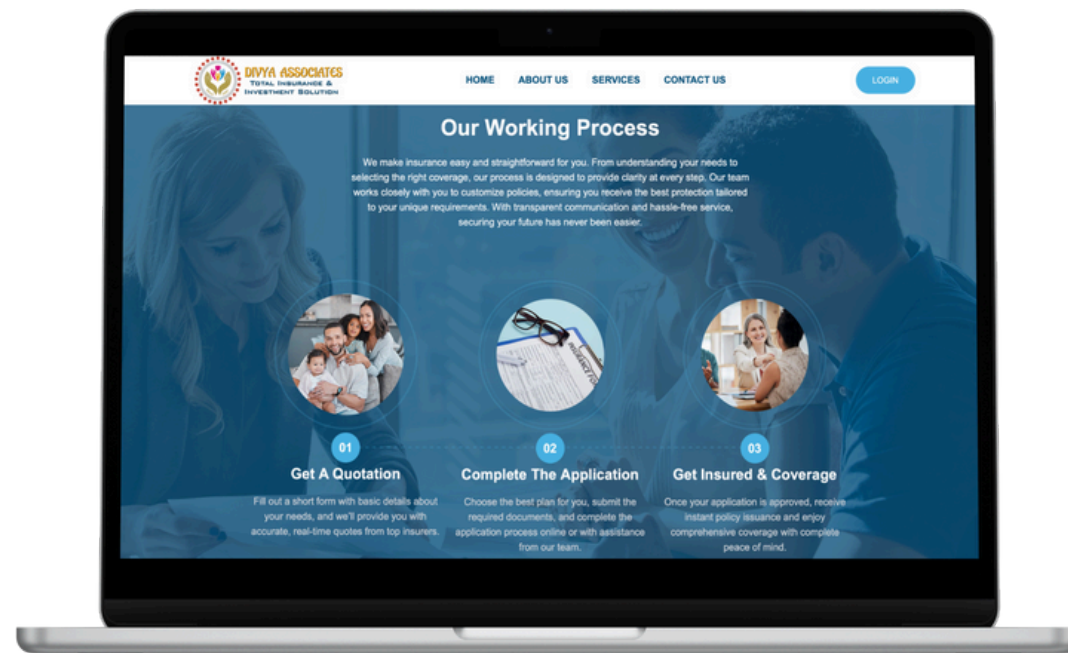 DIVYA ASSOCIATES
TOTAL INSURANCE &
INVESTMENT SOLUTION
HOME ABOUT US SERVICES CONTACT US
LOGIN
Our Working Process
We make insurance easy and straightforward for you. From understanding your needs to
selecting the right coverage, our process is designed to provide clarity at every step. Our team
works closely with you to customize policies, ensuring you receive the best protection tailored
to your unique requirements. With transparent communication and hassle-free service,
securing your future has never been easier.
01
Get A Quotation
Fill out a short form with basic details about
your needs, and we'll provide you with
accurate, real-time quotes from top insurers.
02
Complete The Application
Choose the best plan for you, submit the
required documents, and complete the
application process online or with assistance
from our team.
03
Get Insured & Coverage
Once your application is approved, receive
instant policy issuance and enjoy
comprehensive coverage with complete
peace of mind.